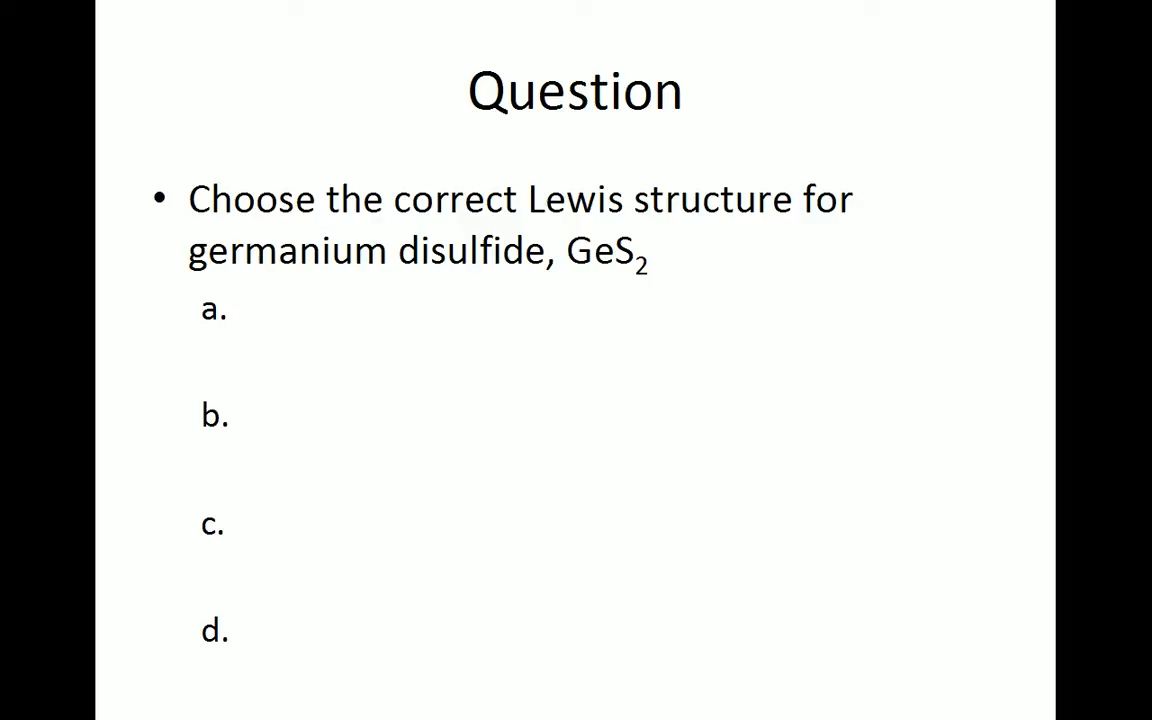 Question
• Choose the correct Lewis structure for
germanium disulfide, GeS₂
a.
b.
c.
d.